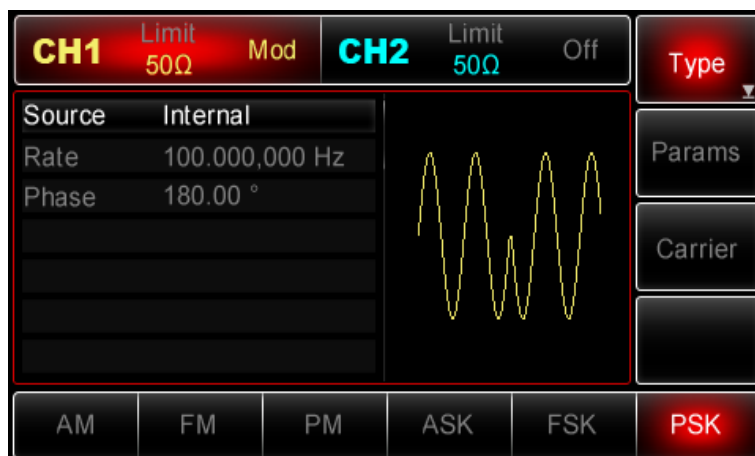 CH1 Limit 50Ω Mod
CH2 Limit 50Ω Off
Type
Source Internal
Rate 100.000,000 Hz
Phase 180.00 °
Params
Carrier
AM FM PM ASK FSK PSK